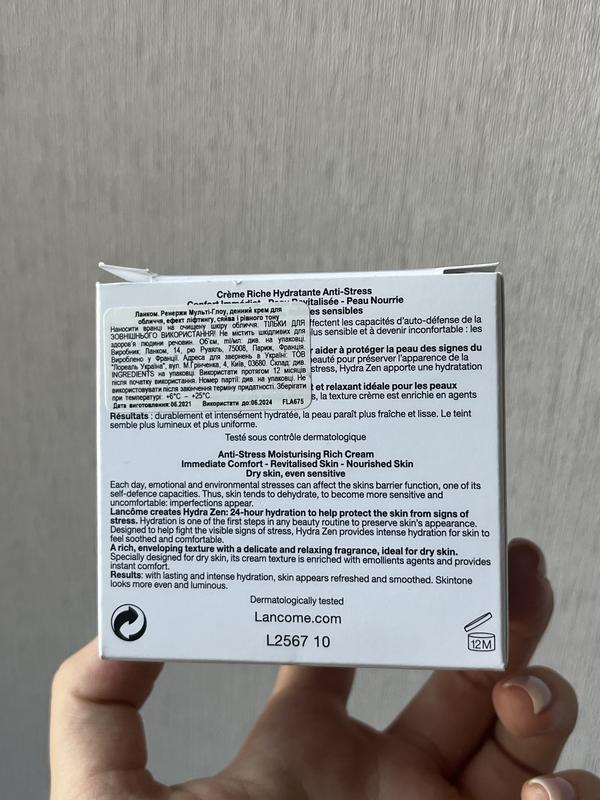 Crème Riche Hydratante Anti-Stress
Confort Immédiat - Peau Revitalisée - Peau Nourrie
es sensibles
Ланком. Ренержи Мульті-Глоу, денний крем для
обличчя, ефект ліфтингу, сяйва і рівного тону
Наносити вранці на очищену шкіру обличчя. ТІЛЬКИ ДЛЯ
ЗОВНІШНЬОГО ВИКОРИСТАННЯ! Не містить шкідливих для
здоров'я людини речовин. Об'єм, ml/мл: див. на упаковці.
Виробник: Ланком, 14, рю Руаяль, 75008, Париж, Франція.
Вироблено у Франції. Адреса для звернень в Україні: ТОВ
"Лореаль Україна", вул. М.Грінченка, 4, Київ, 03680. Склад: див.
INGREDIENTS на упаковці. Використати протягом 12 місяців
після початку використання. Номер партії: див. на упаковці. Не
використовувати після закінчення терміну придатності. Зберігати
при температурі: +6°C – +25°C.
Дата виготовлення:06.2021 Використати до:06.2024 FLA675
ffectent les capacités d'auto-défense de la
lus sensible et à devenir inconfortable : les
r aider à protéger la peau des signes du
beauté pour préserver l'apparence de la
stress, Hydra Zen apporte une hydratation
t et relaxant idéale pour les peaux
s, la texture crème est enrichie en agents
Résultats : durablement et intensément hydratée, la peau paraît plus fraîche et lisse. Le teint
semble plus lumineux et plus uniforme.
Testé sous contrôle dermatologique
Anti-Stress Moisturising Rich Cream
Immediate Comfort - Revitalised Skin - Nourished Skin
Dry skin, even sensitive
Each day, emotional and environmental stresses can affect the skins barrier function, one of its
self-defence capacities. Thus, skin tends to dehydrate, to become more sensitive and
uncomfortable: imperfections appear.
Lancôme creates Hydra Zen: 24-hour hydration to help protect the skin from signs of
stress. Hydration is one of the first steps in any beauty routine to preserve skin's appearance.
Designed to help fight the visible signs of stress, Hydra Zen provides intense hydration for skin to
feel soothed and comfortable.
A rich, enveloping texture with a delicate and relaxing fragrance, ideal for dry skin.
Specially designed for dry skin, its cream texture is enriched with emollients agents and provides
instant comfort.
Results: with lasting and intense hydration, skin appears refreshed and smoothed. Skintone
looks more even and luminous.
Dermatologically tested
Lancome.com
L2567 10
12M